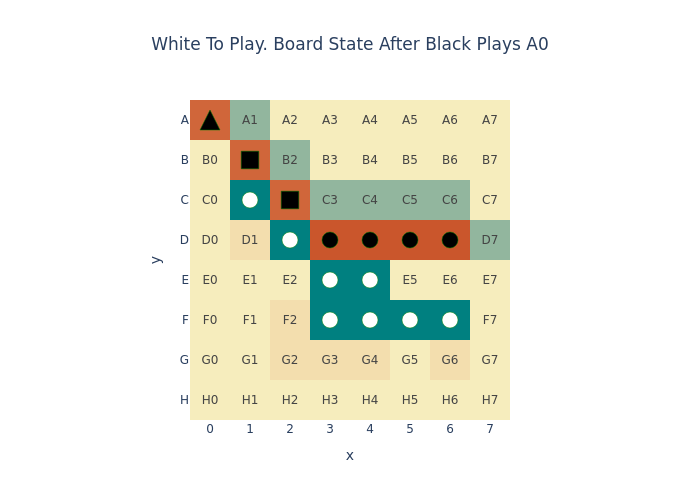 White To Play. Board State After Black Plays A0
A A1 A2 A3 A4 A5 A6 A7
B B0 B2 B3 B4 B5 B6 B7
C C0 C3 C4 C5 C6 C7
D D0 D1 D7
E E0 E1 E2 E5 E6 E7
F F0 F1 F2 F7
G G0 G1 G2 G3 G4 G5 G6 G7
H H0 H1 H2 H3 H4 H5 H6 H7
0 1 2 3 4 5 6 7
x
y